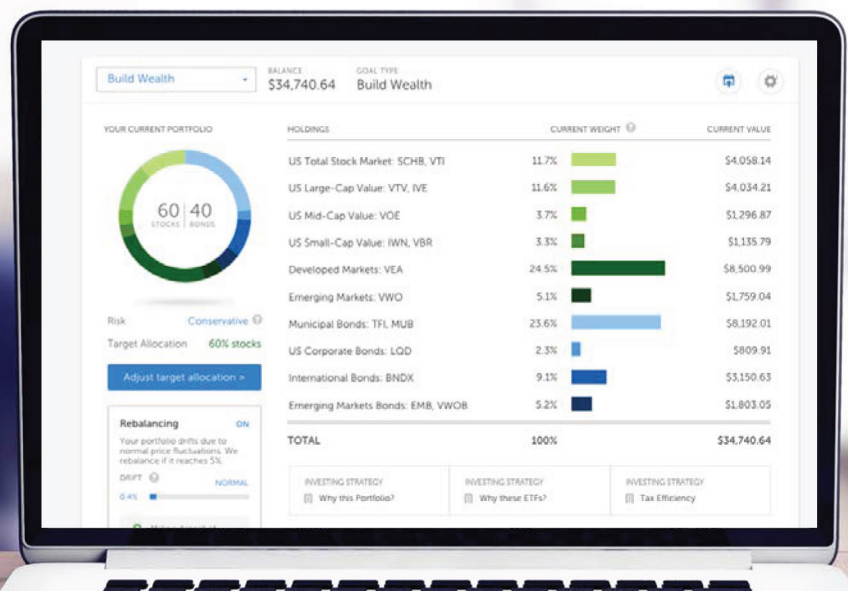 Build Wealth
BALANCE
$34,740.64
GOAL TYPE
Build Wealth
YOUR CURRENT PORTFOLIO
60 40
STOCKS BONDS
Risk Conservative
Target Allocation 60% stocks
Adjust target allocation >
Rebalancing ON
Your portfolio drifts due to
normal price fluctuations. We
rebalance if it reaches 5%.
DRIFT NORMAL
0.4%
HOLDINGS CURRENT WEIGHT CURRENT VALUE
US Total Stock Market: SCHB, VTI 11.7% $4,058.14
US Large-Cap Value: VTV, IVE 11.6% $4,034.21
US Mid-Cap Value: VOE 3.7% $1,296.87
US Small-Cap Value: IWN, VBR 3.3% $1,135.79
Developed Markets: VEA 24.5% $8,500.99
Emerging Markets: VWO 5.1% $1,759.04
Municipal Bonds: TFI, MUB 23.6% $8,192.01
US Corporate Bonds: LQD 2.3% $809.91
International Bonds: BNDX 9.1% $3,150.63
Emerging Markets Bonds: EMB, VWOB 5.2% $1,803.05
TOTAL 100% $34,740.64
INVESTING STRATEGY
Why this Portfolio?
INVESTING STRATEGY
Why these ETFs?
INVESTING STRATEGY
Tax Efficiency